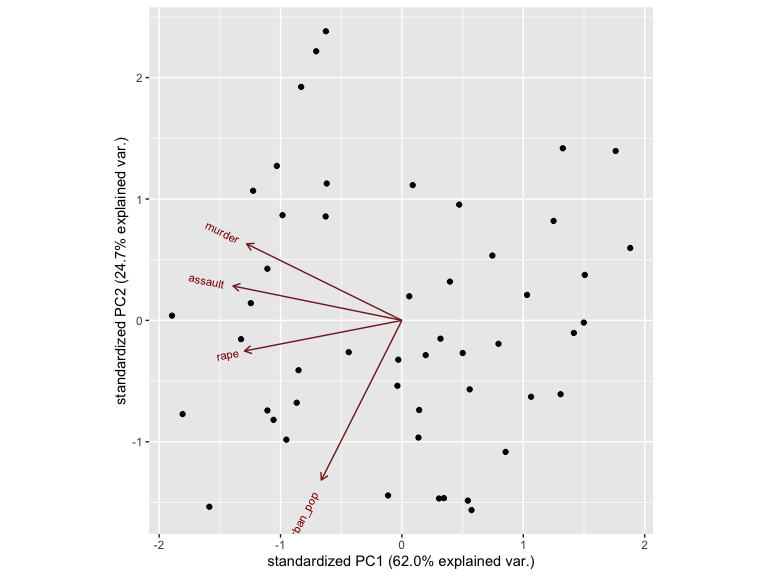 standardized PC2 (24.7% explained var.)
2
1
0
-1
murder
assault
rape
ban_pop
-2
-1
0
1
2
standardized PC1 (62.0% explained var.)